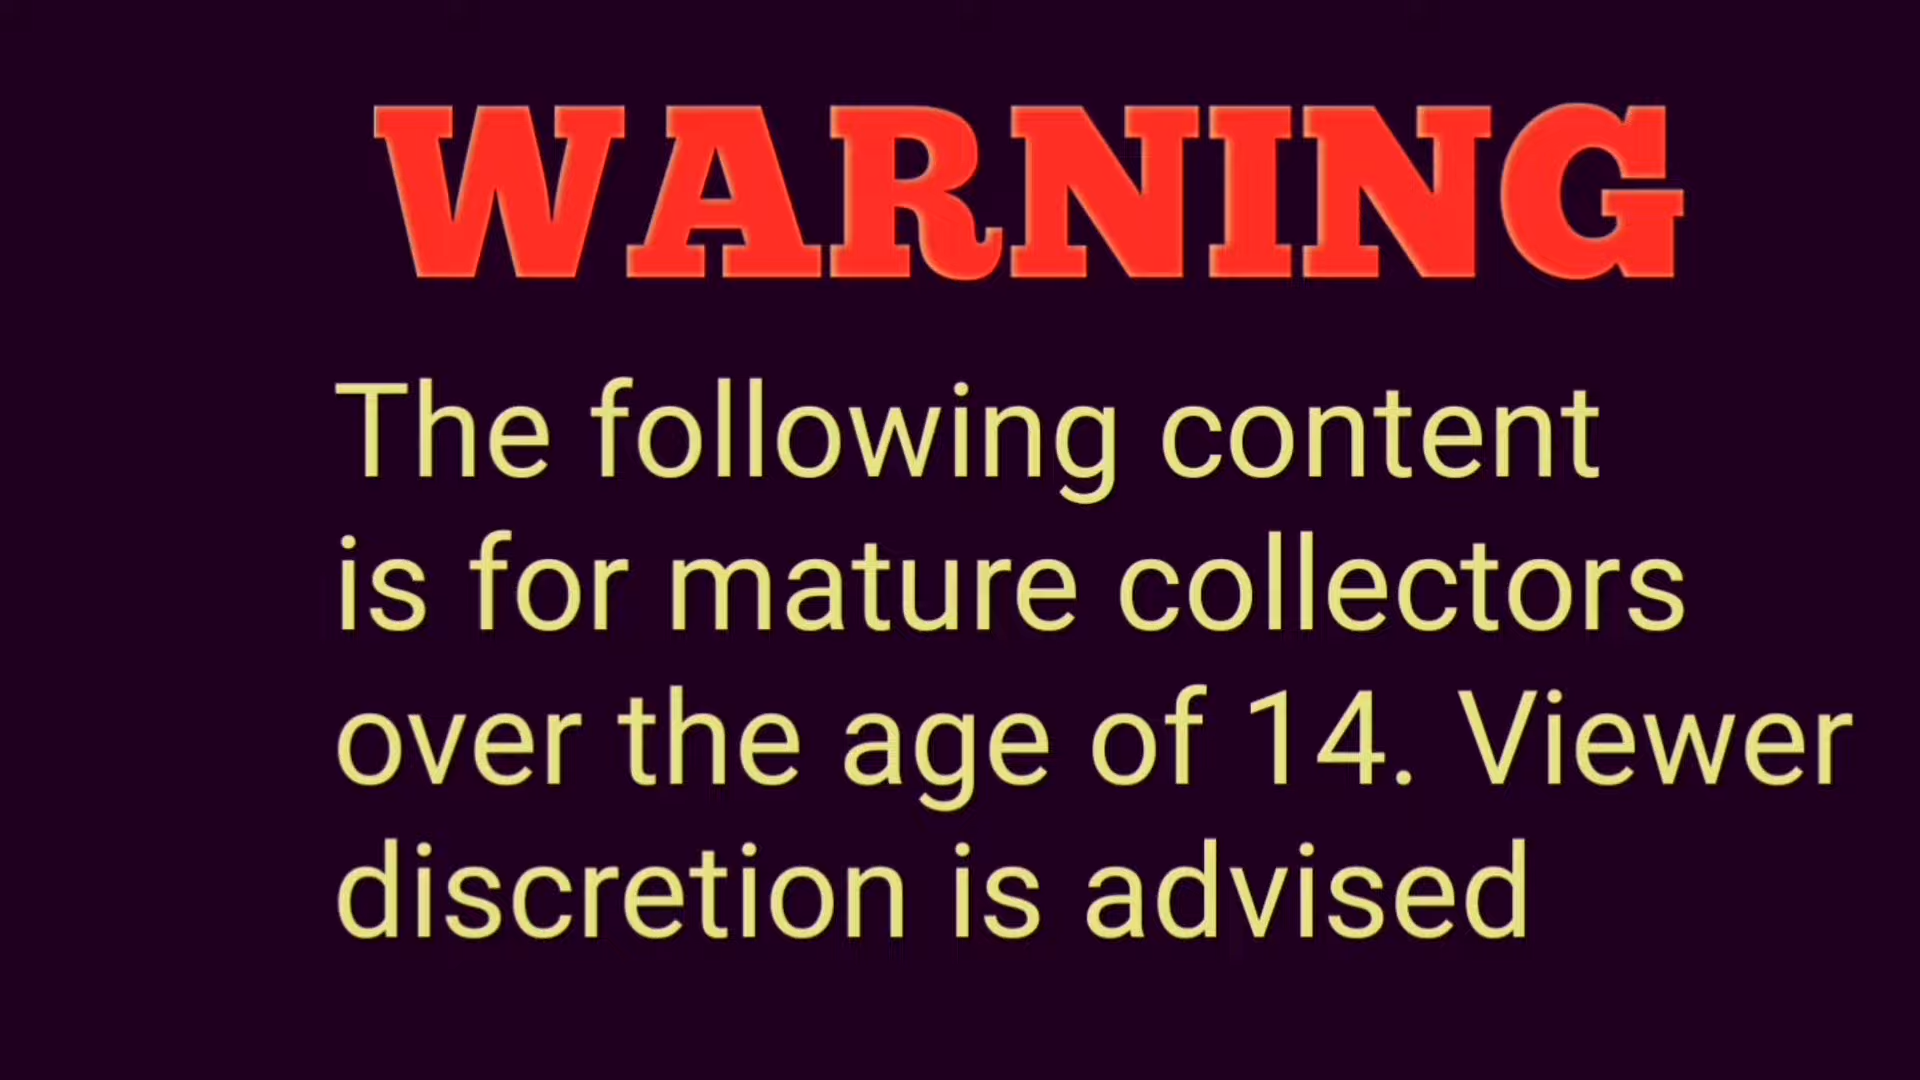 WARNING
The following content
is for mature collectors
over the age of 14. Viewer
discretion is advised